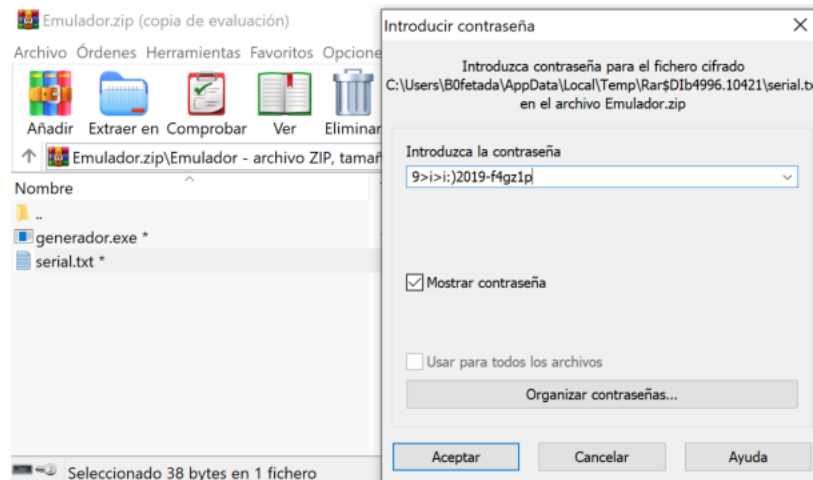 Emulador.zip (copia de evaluación)
Archivo Órdenes Herramientas Favoritos Opcione
Añadir Extraer en Comprobar Ver Eliminar
Emulador.zip\Emulador - archivo ZIP, tamañ
Nombre
..
generador.exe *
serial.txt *
Seleccionado 38 bytes en 1 fichero
Introducir contraseña
Introduzca contraseña para el fichero cifrado
C:\Users\B0fetada\AppData\Local\Temp\Rar$DIb4996.10421\serial.tx
en el archivo Emulador.zip
Introduzca la contraseña
9>i>i:)2019-f4gz1p
Mostrar contraseña
Usar para todos los archivos
Organizar contraseñas...
Aceptar Cancelar Ayuda